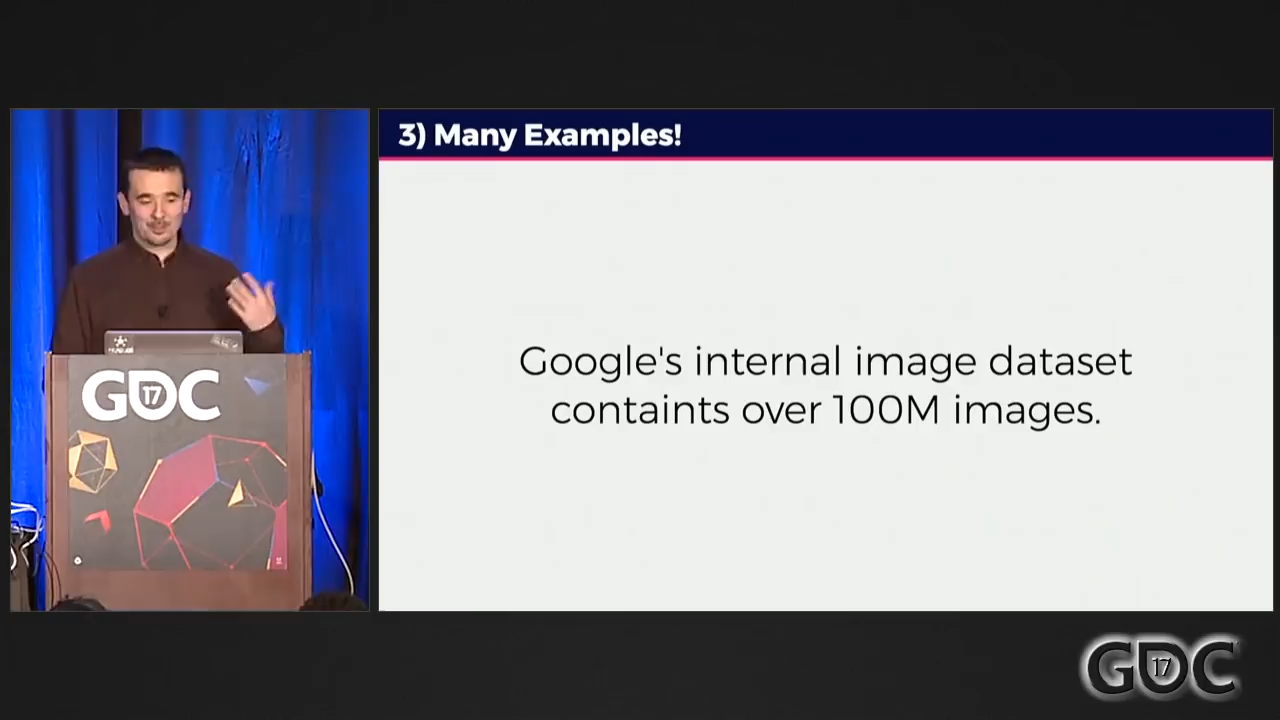 3) Many Examples!
Google's internal image dataset
containts over 100M images.
GDC
17
GDC
17